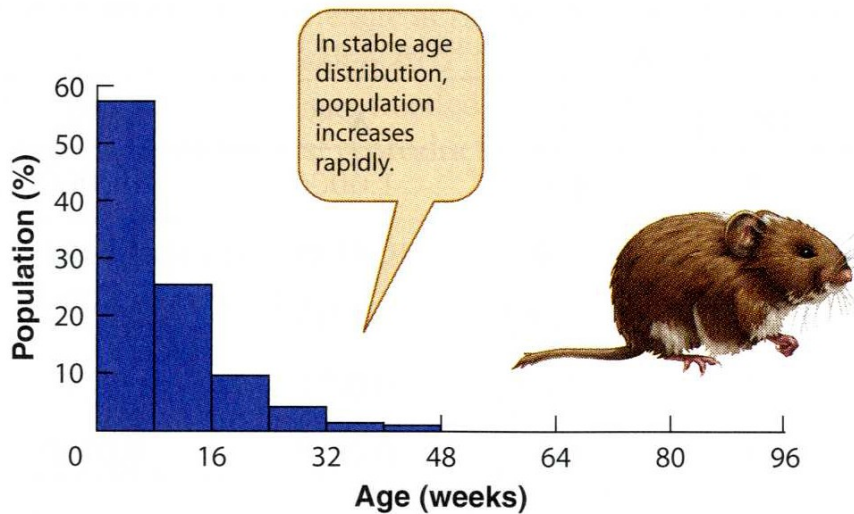 In stable age
distribution,
population
increases
rapidly.
60
50
40
30
20
10
Population (%)
0 16 32 48 64 80 96
Age (weeks)